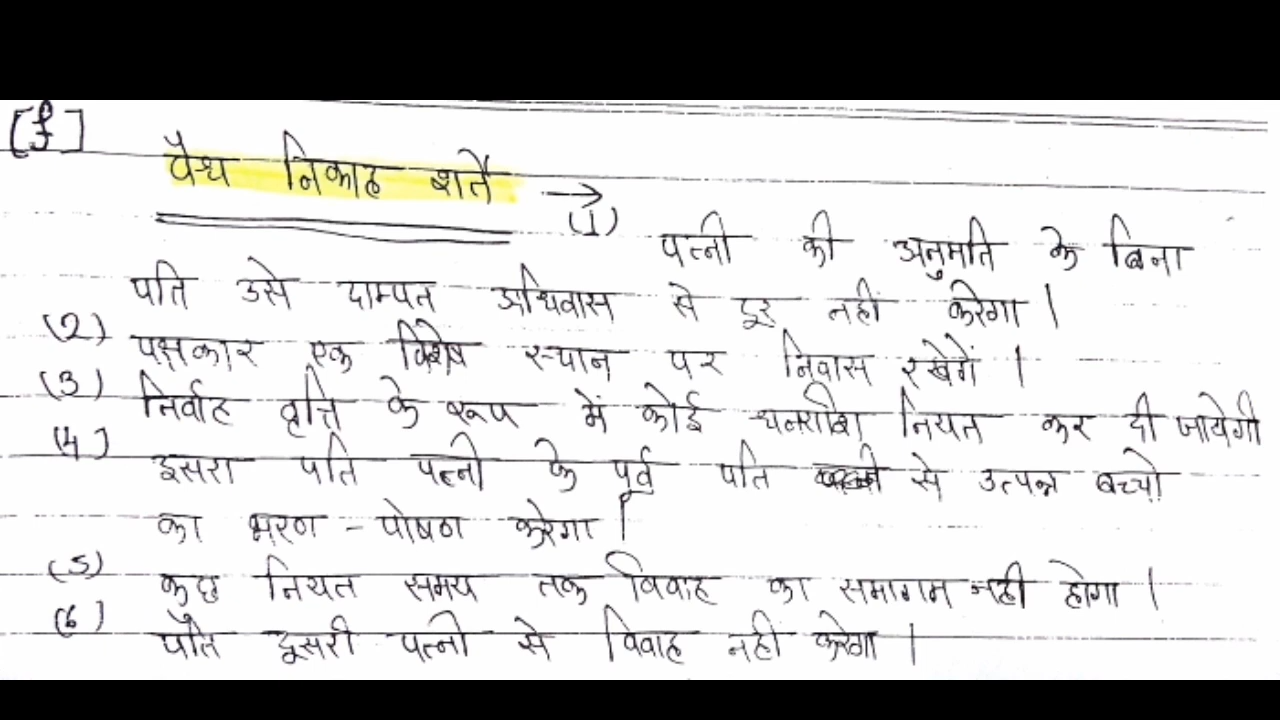 [f]
वैध निकाह शर्तें →
(1) पत्नी की अनुमति के बिना
पति उसे दाम्पत अधिवास से दूर नही करेगा |
(2) पक्षकार एक विशेष स्थान पर निवास रखेगें |
(3) निर्वाह वृत्ति के रूप में कोई धनराशि नियत कर दी जायेगी
(4) दूसरा पति पत्नी के पूर्व पति से उत्पन्न बच्चो
का भरण - पोषण करेगा |
(5) कुछ नियत समय तक विवाह का समागम नही होगा |
(6) पति दूसरी पत्नी से विवाह नही करेगा |